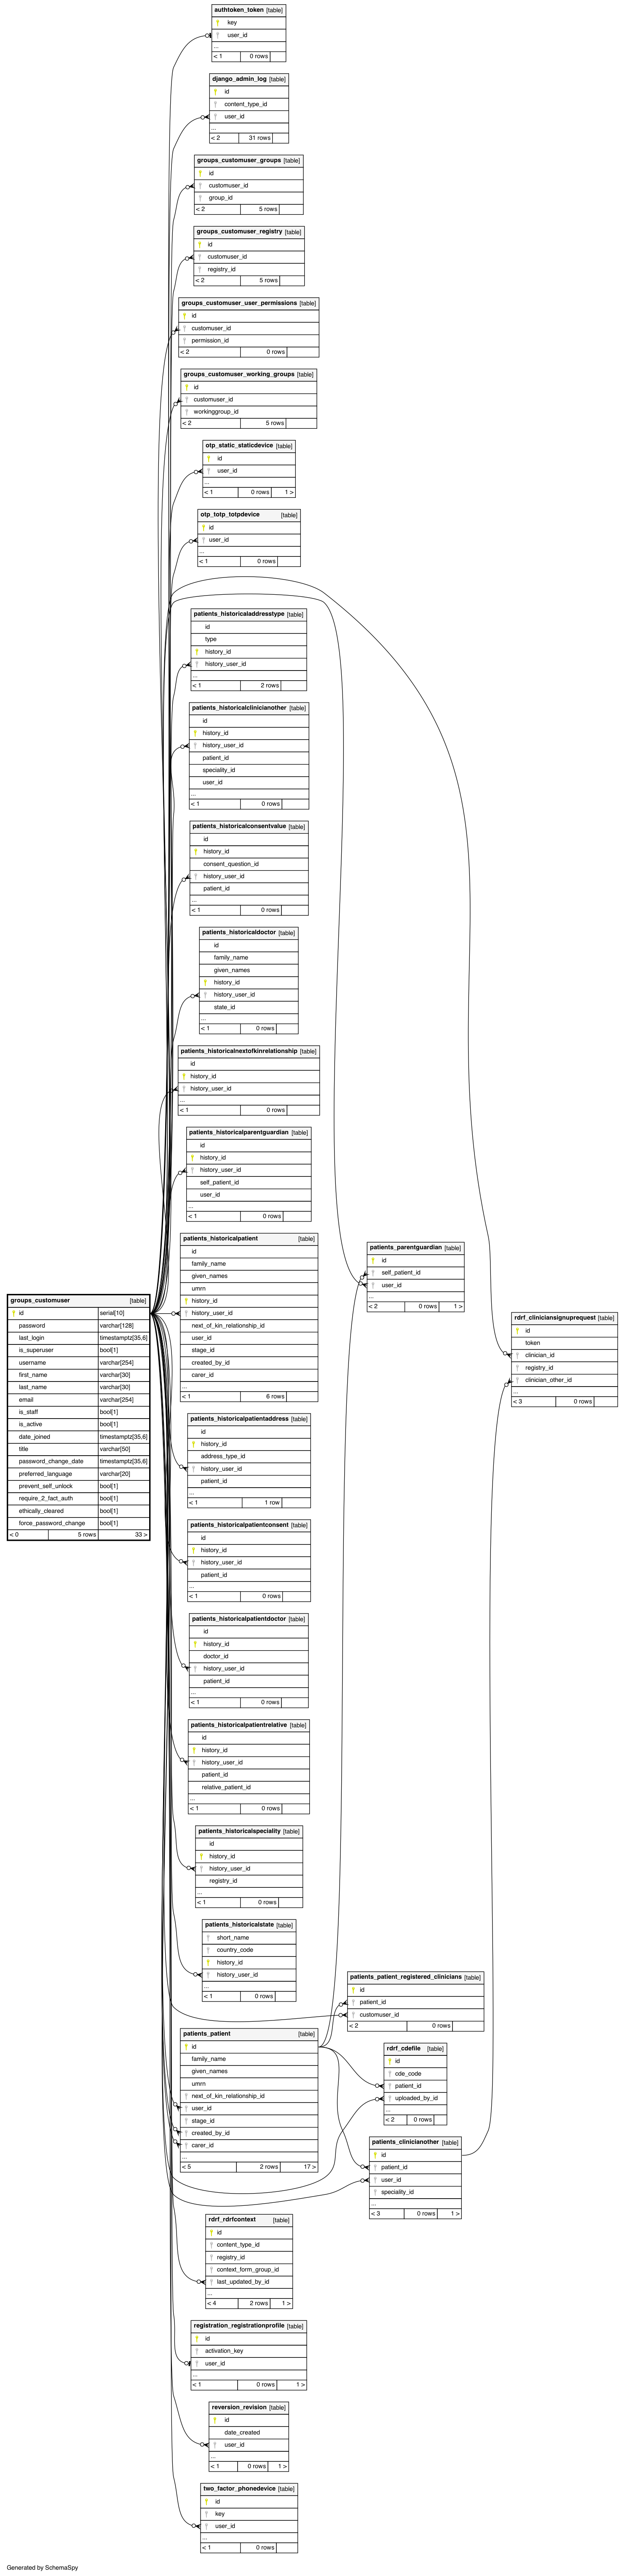 authtoken_token [table]
key
user_id
...
< 1 0 rows
django_admin_log [table]
id
content_type_id
user_id
...
< 2 31 rows
groups_customuser_groups [table]
id
customuser_id
group_id
< 2 5 rows
groups_customuser_registry [table]
id
customuser_id
registry_id
< 2 5 rows
groups_customuser_user_permissions [table]
id
customuser_id
permission_id
< 2 0 rows
groups_customuser_working_groups [table]
id
customuser_id
workinggroup_id
< 2 5 rows
otp_static_staticdevice [table]
id
user_id
...
< 1 0 rows 1 >
otp_totp_totpdevice [table]
id
user_id
...
< 1 0 rows
patients_historicaladdresstype [table]
id
type
history_id
history_user_id
...
< 1 2 rows
patients_historicalclinicianother [table]
id
history_id
history_user_id
patient_id
speciality_id
user_id
...
< 1 0 rows
patients_historicalconsentvalue [table]
id
history_id
consent_question_id
history_user_id
patient_id
...
< 1 0 rows
patients_historicaldoctor [table]
id
family_name
given_names
history_id
history_user_id
state_id
...
< 1 0 rows
patients_historicalnextofkinrelationship [table]
id
history_id
history_user_id
...
< 1 0 rows
patients_historicalparentguardian [table]
id
history_id
history_user_id
self_patient_id
user_id
...
< 1 0 rows
patients_historicalpatient [table]
id
family_name
given_names
umrn
history_id
history_user_id
next_of_kin_relationship_id
user_id
stage_id
created_by_id
carer_id
...
< 1 6 rows
patients_parentguardian [table]
id
self_patient_id
user_id
...
< 2 0 rows 1 >
rdrf_cliniciansignuprequest [table]
id
token
clinician_id
registry_id
clinician_other_id
...
< 3 0 rows
groups_customuser [table]
id serial[10]
password varchar[128]
last_login timestamptz[35,6]
is_superuser bool[1]
username varchar[254]
first_name varchar[30]
last_name varchar[30]
email varchar[254]
is_staff bool[1]
is_active bool[1]
date_joined timestamptz[35,6]
title varchar[50]
password_change_date timestamptz[35,6]
preferred_language varchar[20]
prevent_self_unlock bool[1]
require_2_fact_auth bool[1]
ethically_cleared bool[1]
force_password_change bool[1]
< 0 5 rows 33 >
patients_historicalpatientaddress [table]
id
history_id
address_type_id
history_user_id
patient_id
...
< 1 1 row
patients_historicalpatientconsent [table]
id
history_id
history_user_id
patient_id
...
< 1 0 rows
patients_historicalpatientdoctor [table]
id
history_id
doctor_id
history_user_id
patient_id
...
< 1 0 rows
patients_historicalpatientrelative [table]
id
history_id
history_user_id
patient_id
relative_patient_id
...
< 1 0 rows
patients_historicalspeciality [table]
id
history_id
history_user_id
registry_id
...
< 1 0 rows
patients_historicalstate [table]
short_name
country_code
history_id
history_user_id
...
< 1 0 rows
patients_patient_registered_clinicians [table]
id
patient_id
customuser_id
< 2 0 rows
patients_patient [table]
id
family_name
given_names
umrn
next_of_kin_relationship_id
user_id
stage_id
created_by_id
carer_id
...
< 5 2 rows 17 >
rdrf_cdefile [table]
id
cde_code
patient_id
uploaded_by_id
...
< 2 0 rows
patients_clinicianother [table]
id
patient_id
user_id
speciality_id
...
< 3 0 rows 1 >
rdrf_rdrfcontext [table]
id
content_type_id
registry_id
context_form_group_id
last_updated_by_id
...
< 4 2 rows 1 >
registration_registrationprofile [table]
id
activation_key
user_id
...
< 1 0 rows 1 >
reversion_revision [table]
id
date_created
user_id
...
< 1 0 rows 1 >
two_factor_phonedevice [table]
id
key
user_id
...
< 1 0 rows
Generated by SchemaSpy